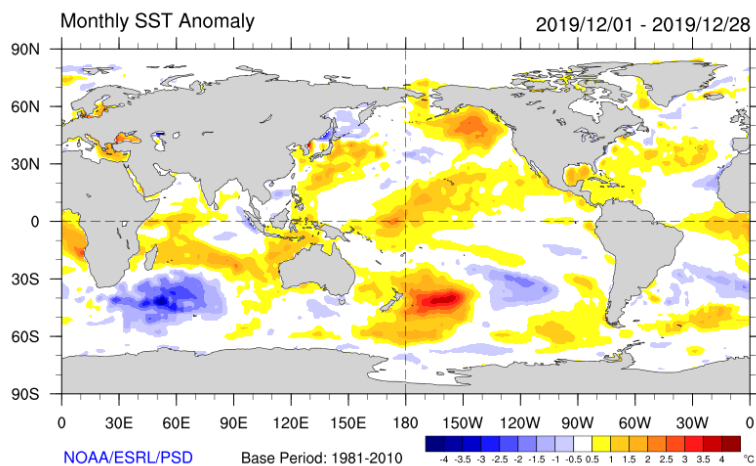 Monthly SST Anomaly 2019/12/01 - 2019/12/28
90N
60N
30N
0
30S
60S
90S
0 30E 60E 90E 120E 150E 180 150W 120W 90W 60W 30W 0
NOAA/ESRL/PSD Base Period: 1981-2010
-4 -3.5 -3 -2.5 -2 -1.5 -1 -0.5 0.5 1 1.5 2 2.5 3 3.5 4 °C